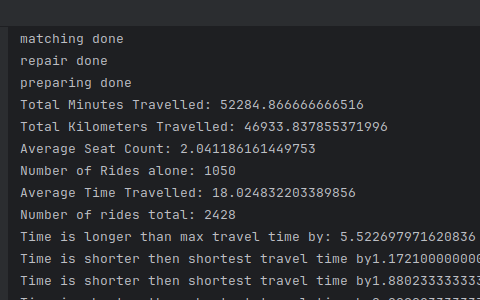 matching done
repair done
preparing done
Total Minutes Travelled: 52284.866666666516
Total Kilometers Travelled: 46933.837855371996
Average Seat Count: 2.041186161449753
Number of Rides alone: 1050
Average Time Travelled: 18.024832203389856
Number of rides total: 2428
Time is longer than max travel time by: 5.522697971620836
Time is shorter then shortest travel time by1.172100000000
Time is shorter then shortest travel time by1.880233333333